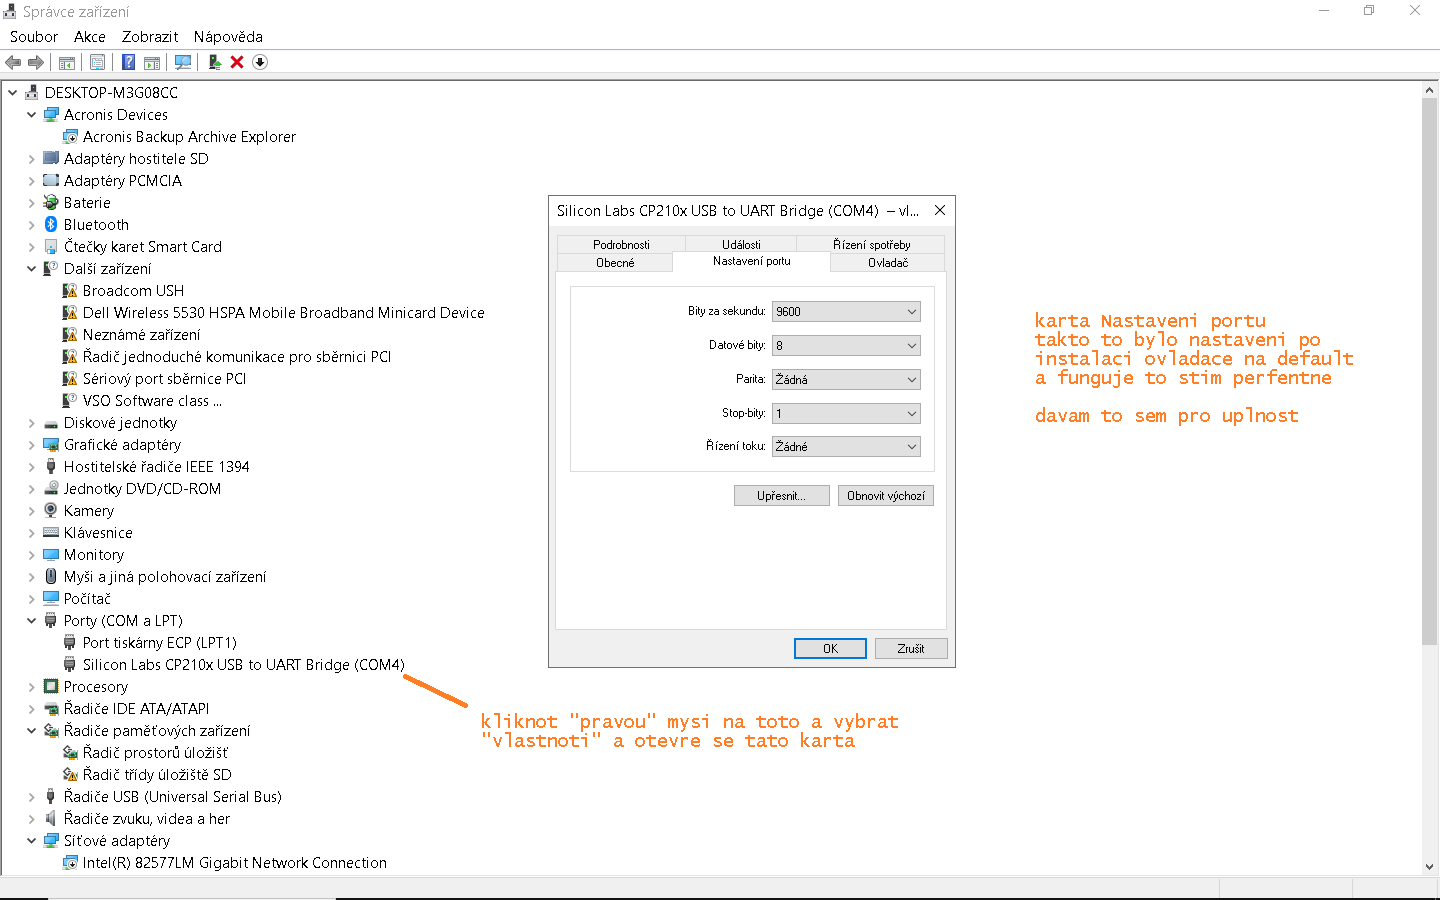 Správce zařízení
Soubor Akce Zobrazit Nápověda
DESKTOP-M3G08CC
Acronis Devices
Acronis Backup Archive Explorer
Adaptéry hostitele SD
Adaptéry PCMCIA
Baterie
Bluetooth
Čtečky karet Smart Card
Další zařízení
Broadcom USH
Dell Wireless 5530 HSPA Mobile Broadband Minicard Device
Neznámé zařízení
Řadič jednoduché komunikace pro sběrnici PCI
Sériový port sběrnice PCI
VSO Software class ...
Diskové jednotky
Grafické adaptéry
Hostitelské řadiče IEEE 1394
Jednotky DVD/CD-ROM
Kamery
Klávesnice
Monitory
Myši a jiná polohovací zařízení
Počítač
Porty (COM a LPT)
Port tiskárny ECP (LPT1)
Silicon Labs CP210x USB to UART Bridge (COM4)
Procesory
Řadiče IDE ATA/ATAPI
Řadiče paměťových zařízení
Řadič prostorů úložišť
Řadič třídy úložiště SD
Řadiče USB (Universal Serial Bus)
Řadiče zvuku, videa a her
Síťové adaptéry
Intel(R) 82577LM Gigabit Network Connection
Silicon Labs CP210x USB to UART Bridge (COM4) – vl...
Podrobnosti Události Řízení spotřeby
Obecné Nastavení portu Ovladač
Bity za sekundu: 9600
Datové bity: 8
Parita: Žádná
Stop-bity: 1
Řízení toku: Žádné
Upřesnit... Obnovit výchozí
OK Zrušit
karta Nastaveni portu
takto to bylo nastaveni po
instalaci ovladace na default
a funguje to stim perfentne
davam to sem pro uplnost
kliknot "pravou" mysi na toto a vybrat
"vlastnoti" a otevre se tato karta